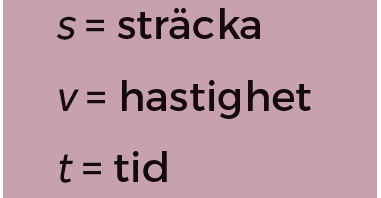 s = sträcka
v = hastighet
t = tid